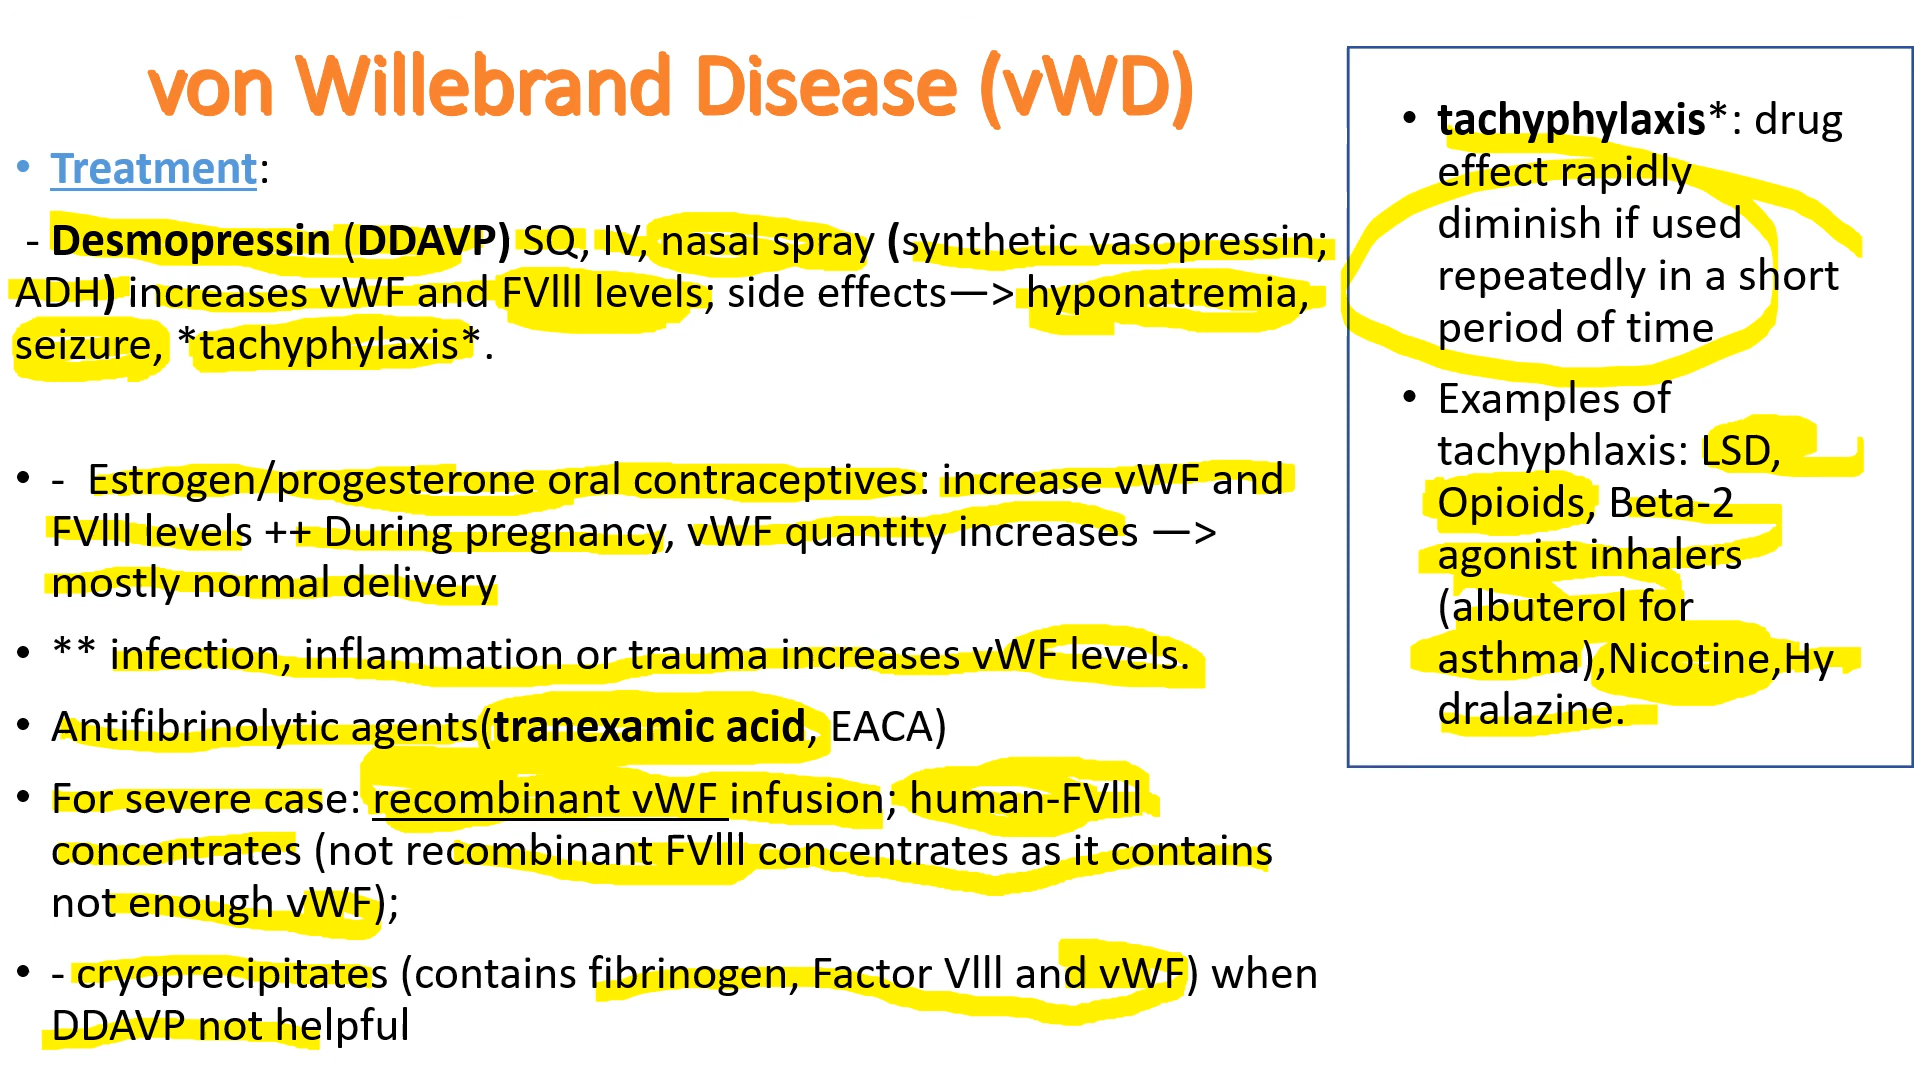 von Willebrand Disease (vWD)
• Treatment:
- Desmopressin (DDAVP) SQ, IV, nasal spray (synthetic vasopressin;
ADH) increases vWF and FVlll levels; side effects—> hyponatremia,
seizure, *tachyphylaxis*.
• - Estrogen/progesterone oral contraceptives: increase vWF and
FVlll levels ++ During pregnancy, vWF quantity increases —>
mostly normal delivery
• ** infection, inflammation or trauma increases vWF levels.
• Antifibrinolytic agents(tranexamic acid, EACA)
• For severe case: recombinant vWF infusion; human-FVlll
concentrates (not recombinant FVlll concentrates as it contains
not enough vWF);
• - cryoprecipitates (contains fibrinogen, Factor Vlll and vWF) when
DDAVP not helpful
• tachyphylaxis*: drug
effect rapidly
diminish if used
repeatedly in a short
period of time
• Examples of
tachyphlaxis: LSD,
Opioids, Beta-2
agonist inhalers
(albuterol for
asthma),Nicotine,Hy
dralazine.